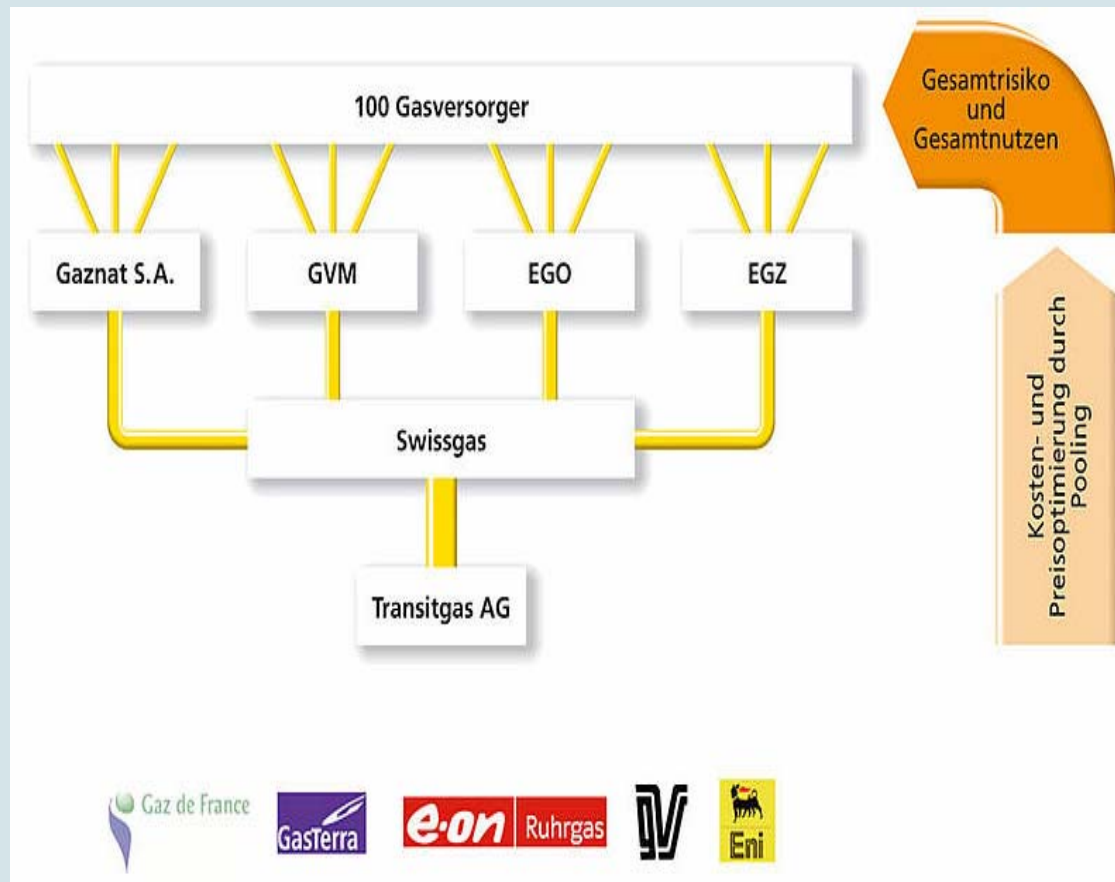 100 Gasversorger
Gesamtrisiko
und
Gesamtnutzen
Gaznat S.A.
GVM
EGO
EGZ
Kosten- und
Preisoptimierung durch
Pooling
Swissgas
Transitgas AG
Gaz de France
GasTerra
e·on Ruhrgas
gv
Eni